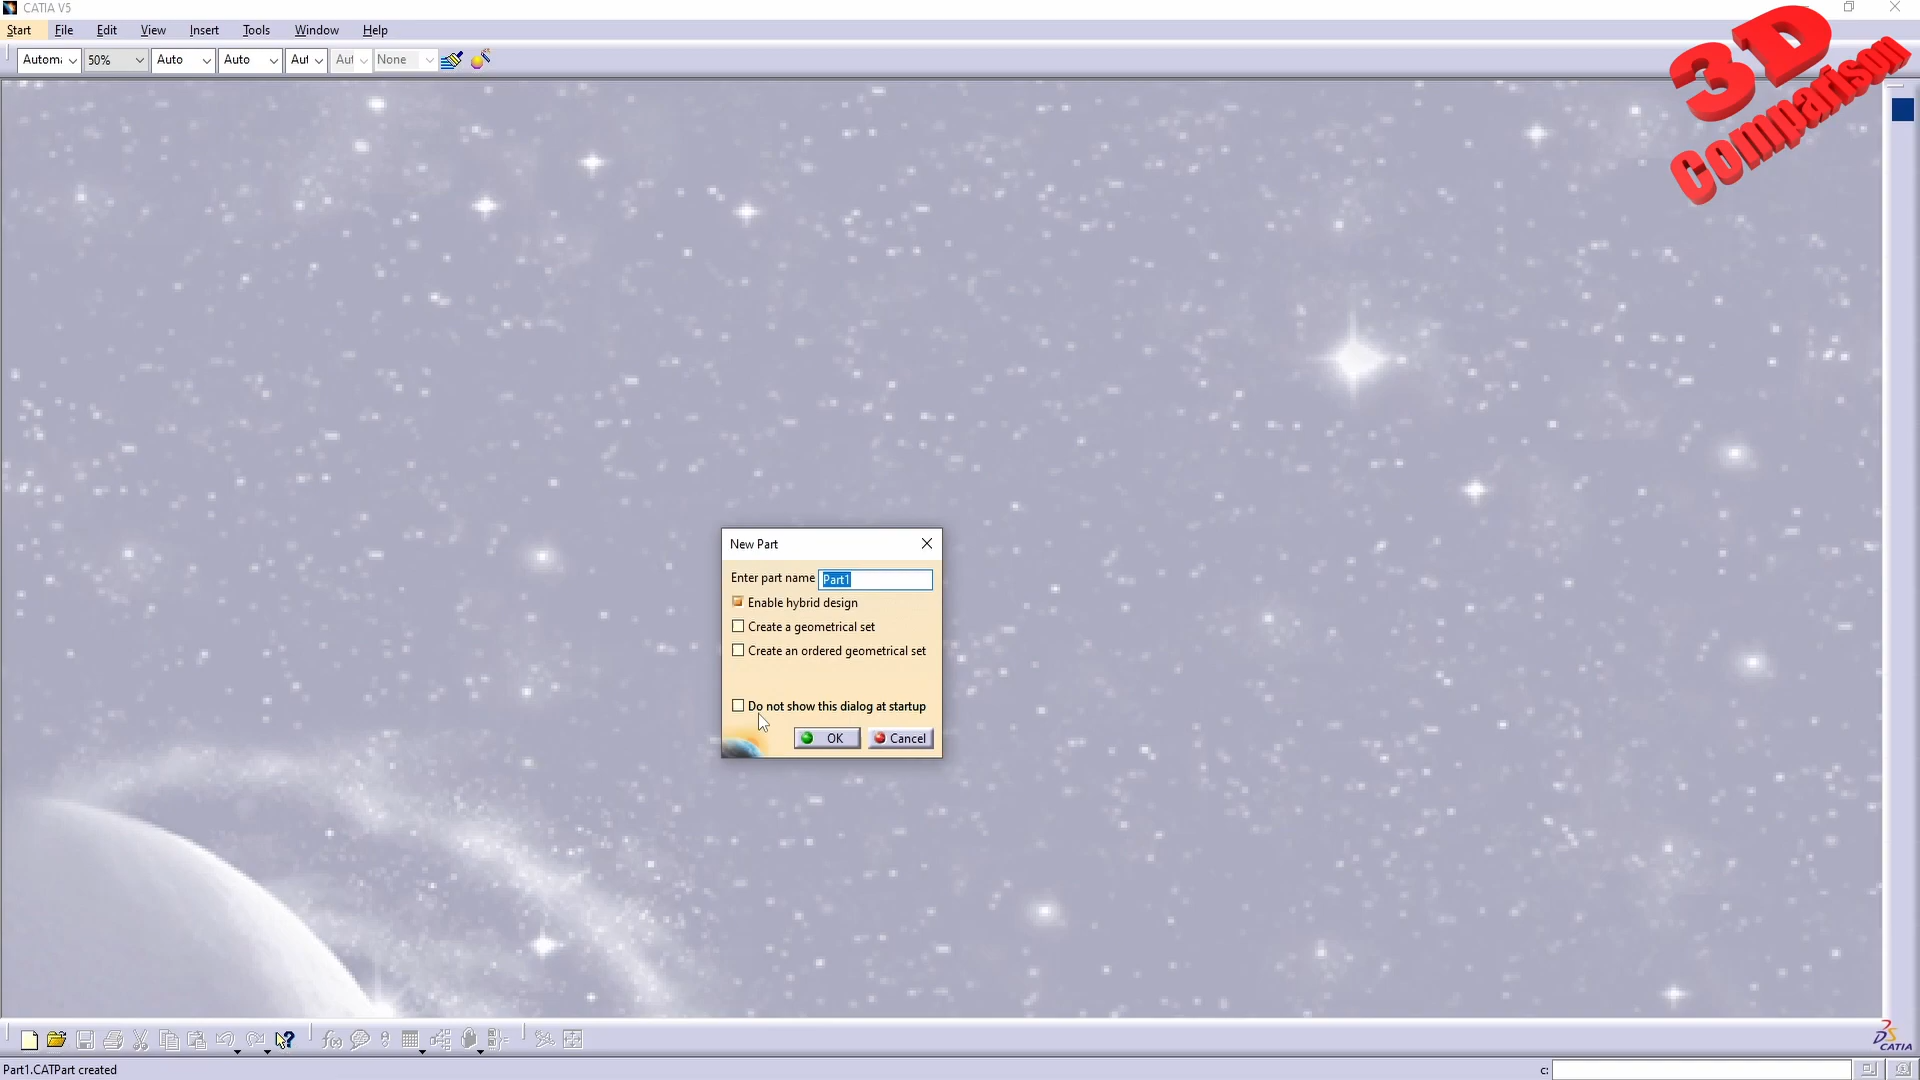 CATIA V5
Start File Edit View Insert Tools Window Help
Autom 50% Auto Auto Aut Aut None
3D
Comparison
New Part
Enter part name Part1
Enable hybrid design
Create a geometrical set
Create an ordered geometrical set
Do not show this dialog at startup
OK Cancel
CATIA
Part1.CATPart created
c: